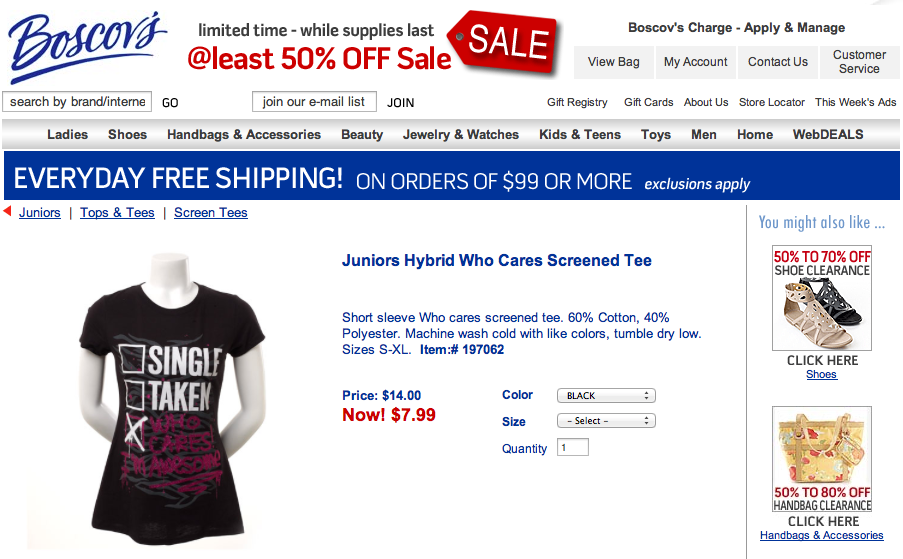 Boscov's
limited time - while supplies last
@least 50% OFF Sale
SALE
Boscov's Charge - Apply & Manage
View Bag
My Account
Contact Us
Customer
Service
search by brand/interne
GO
join our e-mail list
JOIN
Gift Registry
Gift Cards
About Us
Store Locator
This Week's Ads
Ladies
Shoes
Handbags & Accessories
Beauty
Jewelry & Watches
Kids & Teens
Toys
Men
Home
WebDEALS
EVERYDAY FREE SHIPPING! ON ORDERS OF $99 OR MORE exclusions apply
Juniors | Tops & Tees | Screen Tees
SINGLE
TAKEN
WHO
CARES
I'M AWESOME
Juniors Hybrid Who Cares Screened Tee
Short sleeve Who cares screened tee. 60% Cotton, 40%
Polyester. Machine wash cold with like colors, tumble dry low.
Sizes S-XL. Item:# 197062
Price: $14.00
Now! $7.99
Color
BLACK
Size
- Select -
Quantity
1
You might also like ...
50% TO 70% OFF
SHOE CLEARANCE
CLICK HERE
Shoes
50% TO 80% OFF
HANDBAG CLEARANCE
CLICK HERE
Handbags & Accessories